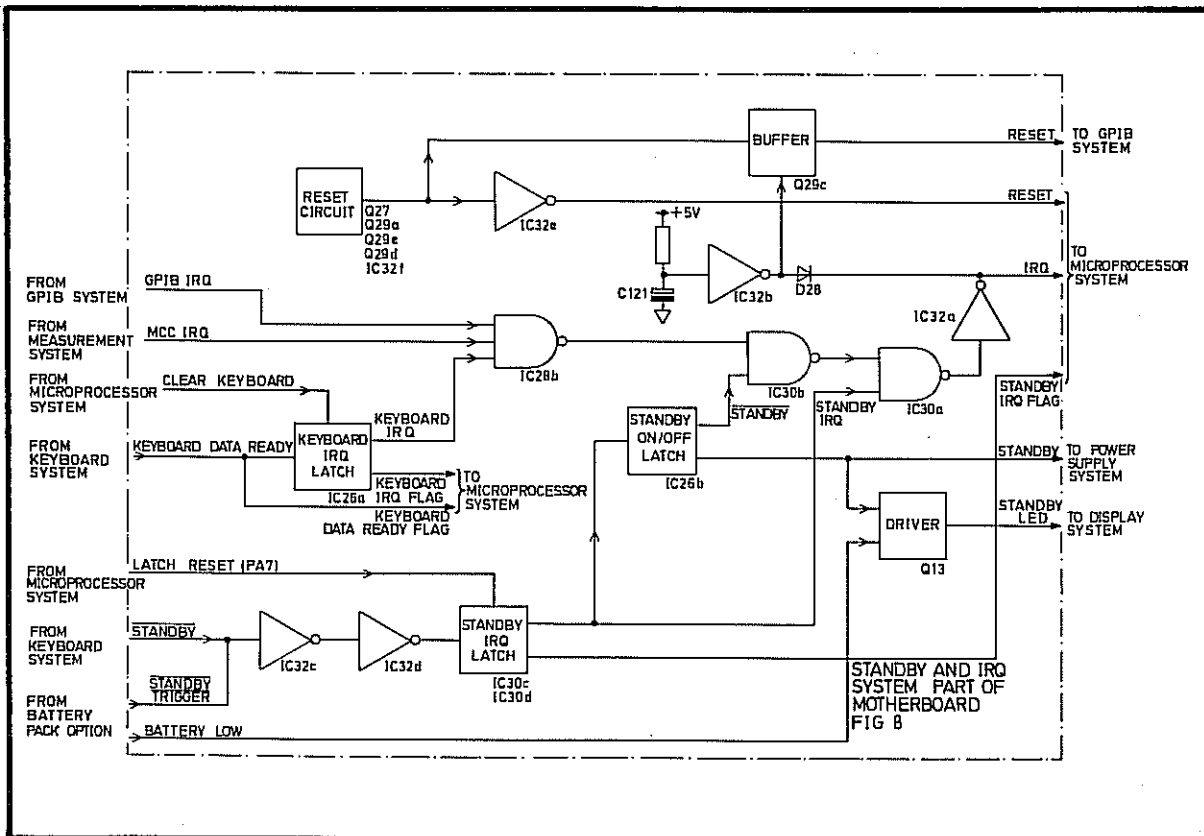 BUFFER
Q29c
RESET
TO GPIB
SYSTEM
RESET
CIRCUIT
Q27
Q29a
Q29e
Q29d
IC32f
IC32e
RESET
+5V
C121
IC32b
D28
IRQ
IC32a
TO
MICROPROCESSOR
SYSTEM
FROM
GPIB SYSTEM
GPIB IRQ
FROM
MEASUREMENT
SYSTEM
MCC IRQ
IC28b
IC30b
IC30a
FROM
MICROPROCESSOR
SYSTEM
CLEAR KEYBOARD
KEYBOARD
IRQ
STANDBY
STANDBY
IRQ
STANDBY
IRQ FLAG
FROM
KEYBOARD
SYSTEM
KEYBOARD DATA READY
KEYBOARD
IRQ
LATCH
IC26a
KEYBOARD
IRQ FLAG
KEYBOARD
DATA READY FLAG
TO
MICROPROCESSOR
SYSTEM
STANDBY
ON/OFF
LATCH
IC26b
STANDBY
TO POWER
SUPPLY
SYSTEM
DRIVER
Q13
STANDBY
LED
TO DISPLAY
SYSTEM
FROM
MICROPROCESSOR
SYSTEM
LATCH RESET (PA7)
FROM
KEYBOARD
SYSTEM
STANDBY
IC32c
IC32d
STANDBY
IRQ
LATCH
IC30c
IC30d
STANDBY
TRIGGER
FROM
BATTERY
PACK OPTION
BATTERY LOW
STANDBY AND IRQ
SYSTEM PART OF
MOTHERBOARD
FIG 8